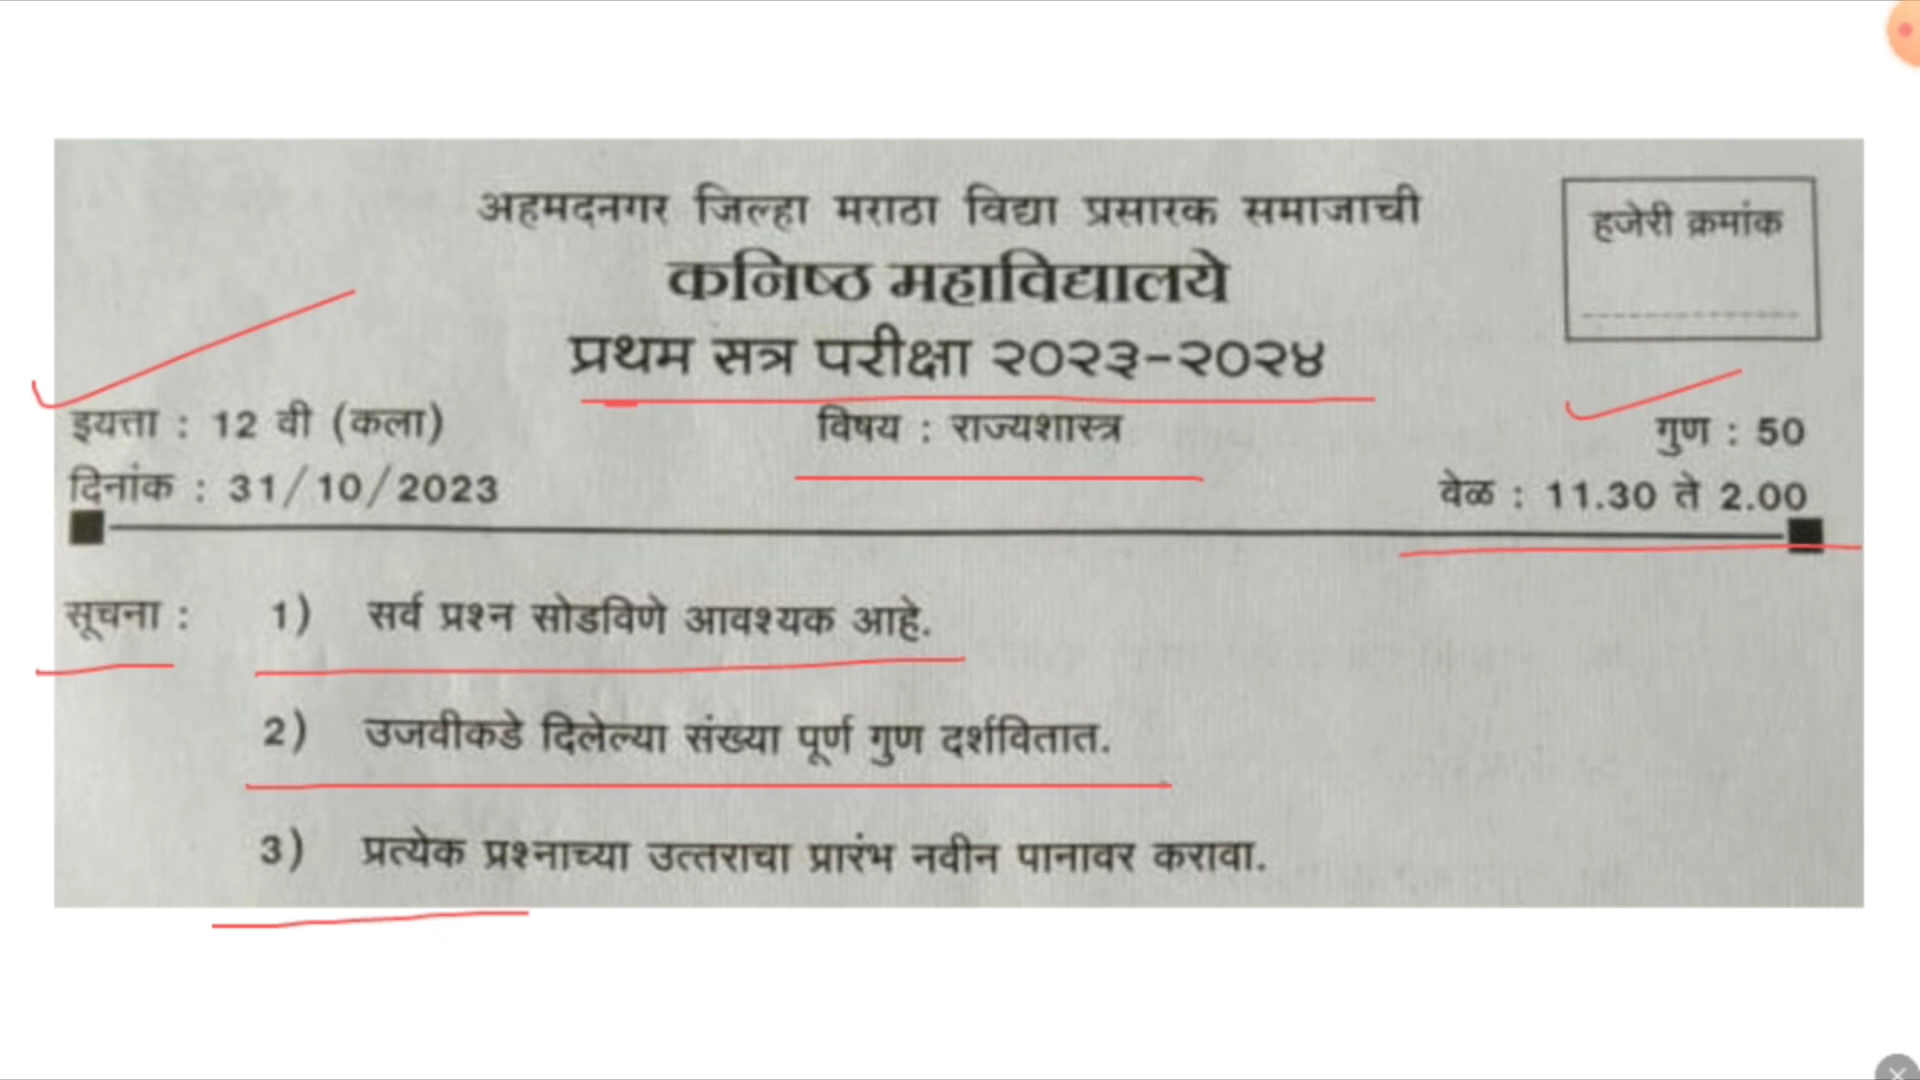 अहमदनगर जिल्हा मराठा विद्या प्रसारक समाजाची
हजेरी क्रमांक
कनिष्ठ महाविद्यालये
प्रथम सत्र परीक्षा २०२३-२०२४
इयत्ता : 12 वी (कला) विषय : राज्यशास्त्र गुण : 50
दिनांक : 31/10/2023 वेळ : 11.30 ते 2.00
सूचना : 1) सर्व प्रश्न सोडविणे आवश्यक आहे.
2) उजवीकडे दिलेल्या संख्या पूर्ण गुण दर्शवितात.
3) प्रत्येक प्रश्नाच्या उत्तराचा प्रारंभ नवीन पानावर करावा.